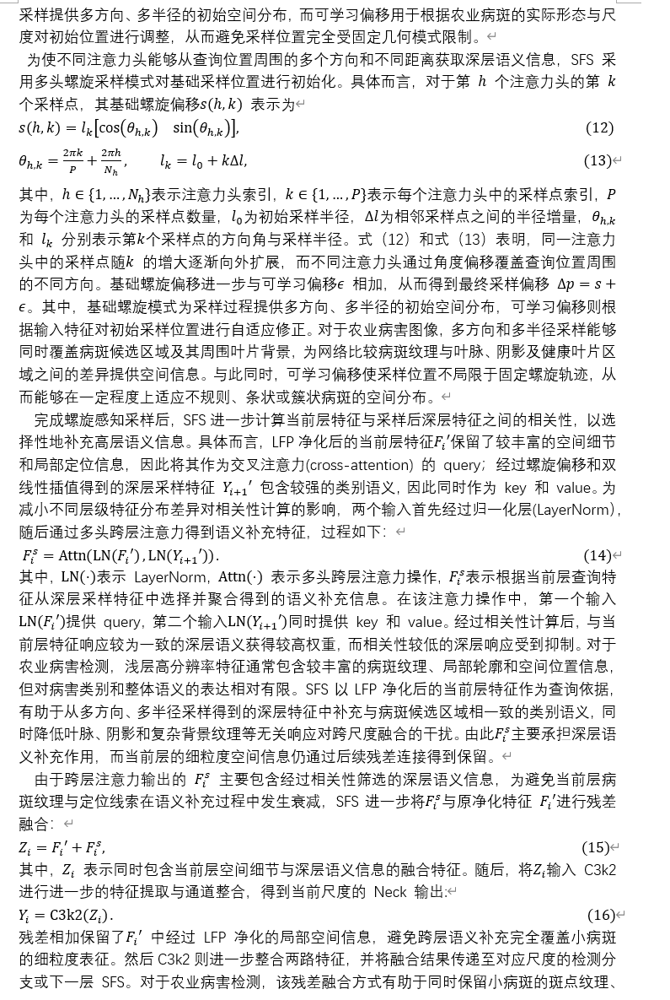 采样提供多方向、多半径的初始空间分布，而可学习偏移用于根据农业病斑的实际形态与尺
度对初始位置进行调整，从而避免采样位置完全受固定几何模式限制。↵
为使不同注意力头能够从查询位置周围的多个方向和不同距离获取深层语义信息，SFS 采
用多头螺旋采样模式对基础采样位置进行初始化。具体而言，对于第 h 个注意力头的第 k
个采样点，其基础螺旋偏移s(h, k) 表示为↵
s(h, k) = lₖ[cos(θₕ,ₖ) sin(θₕ,ₖ)], (12)
θₕ,ₖ = 2πk/P + 2πh/Nₕ, lₖ = l₀ + kΔl, (13)↵
其中，h ∈ {1, … , Nₕ}表示注意力头索引，k ∈ {1, … , P}表示每个注意力头中的采样点索引，P
为每个注意力头的采样点数量，l₀为初始采样半径，Δl为相邻采样点之间的半径增量，θₕ,ₖ
和 lₖ 分别表示第k个采样点的方向角与采样半径。式（12）和式（13）表明，同一注意力
头中的采样点随k 的增大逐渐向外扩展，而不同注意力头通过角度偏移覆盖查询位置周围
的不同方向。基础螺旋偏移进一步与可学习偏移ϵ 相加，从而得到最终采样偏移 Δp = s +
ϵ。其中，基础螺旋模式为采样过程提供多方向、多半径的初始空间分布，可学习偏移则根
据输入特征对初始采样位置进行自适应修正。对于农业病害图像，多方向和多半径采样能够
同时覆盖病斑候选区域及其周围叶片背景，为网络比较病斑纹理与叶脉、阴影及健康叶片区
域之间的差异提供空间信息。与此同时，可学习偏移使采样位置不局限于固定螺旋轨迹，从
而能够在一定程度上适应不规则、条状或簇状病斑的空间分布。↵
完成螺旋感知采样后，SFS 进一步计算当前层特征与采样后深层特征之间的相关性，以选
择性地补充高层语义信息。具体而言，LFP 净化后的当前层特征Fᵢ′保留了较丰富的空间细节
和局部定位信息，因此将其作为交叉注意力(cross-attention) 的 query；经过螺旋偏移和双
线性插值得到的深层采样特征 Yᵢ₊₁′ 包含较强的类别语义，因此同时作为 key 和 value。为
减小不同层级特征分布差异对相关性计算的影响，两个输入首先经过归一化层(LayerNorm)，
随后通过多头跨层注意力得到语义补充特征，过程如下：↵
Fᵢˢ = Attn(LN(Fᵢ′) , LN(Yᵢ₊₁′)). (14)↵
其中，LN(·)表示 LayerNorm，Attn(·) 表示多头跨层注意力操作，Fᵢˢ表示根据当前层查询特
征从深层采样特征中选择并聚合得到的语义补充信息。在该注意力操作中，第一个输入
LN(Fᵢ′)提供 query，第二个输入LN(Yᵢ₊₁′)同时提供 key 和 value。经过相关性计算后，与当
前层特征响应较为一致的深层语义获得较高权重，而相关性较低的深层响应受到抑制。对于
农业病害检测，浅层高分辨率特征通常包含较丰富的病斑纹理、局部轮廓和空间位置信息，
但对病害类别和整体语义的表达相对有限。SFS 以 LFP 净化后的当前层特征作为查询依据，
有助于从多方向、多半径采样得到的深层特征中补充与病斑候选区域相一致的类别语义，同
时降低叶脉、阴影和复杂背景纹理等无关响应对跨尺度融合的干扰。由此Fᵢˢ主要承担深层语
义补充作用，而当前层的细粒度空间信息仍通过后续残差连接得到保留。↵
由于跨层注意力输出的 Fᵢˢ 主要包含经过相关性筛选的深层语义信息，为避免当前层病
斑纹理与定位线索在语义补充过程中发生衰减，SFS 进一步将Fᵢˢ与原净化特征 Fᵢ′进行残差
融合：↵
Zᵢ = Fᵢ′ + Fᵢˢ, (15)↵
其中，Zᵢ 表示同时包含当前层空间细节与深层语义信息的融合特征。随后，将Zᵢ输入 C3k2
进行进一步的特征提取与通道整合，得到当前尺度的 Neck 输出:↵
Yᵢ = C3k2(Zᵢ). (16)↵
残差相加保留了Fᵢ′ 中经过 LFP 净化的局部空间信息，避免跨层语义补充完全覆盖小病斑
的细粒度表征。然后 C3k2 则进一步整合两路特征，并将融合结果传递至对应尺度的检测分
支或下一层 SFS。对于农业病害检测，该残差融合方式有助于同时保留小病斑的斑点纹理、